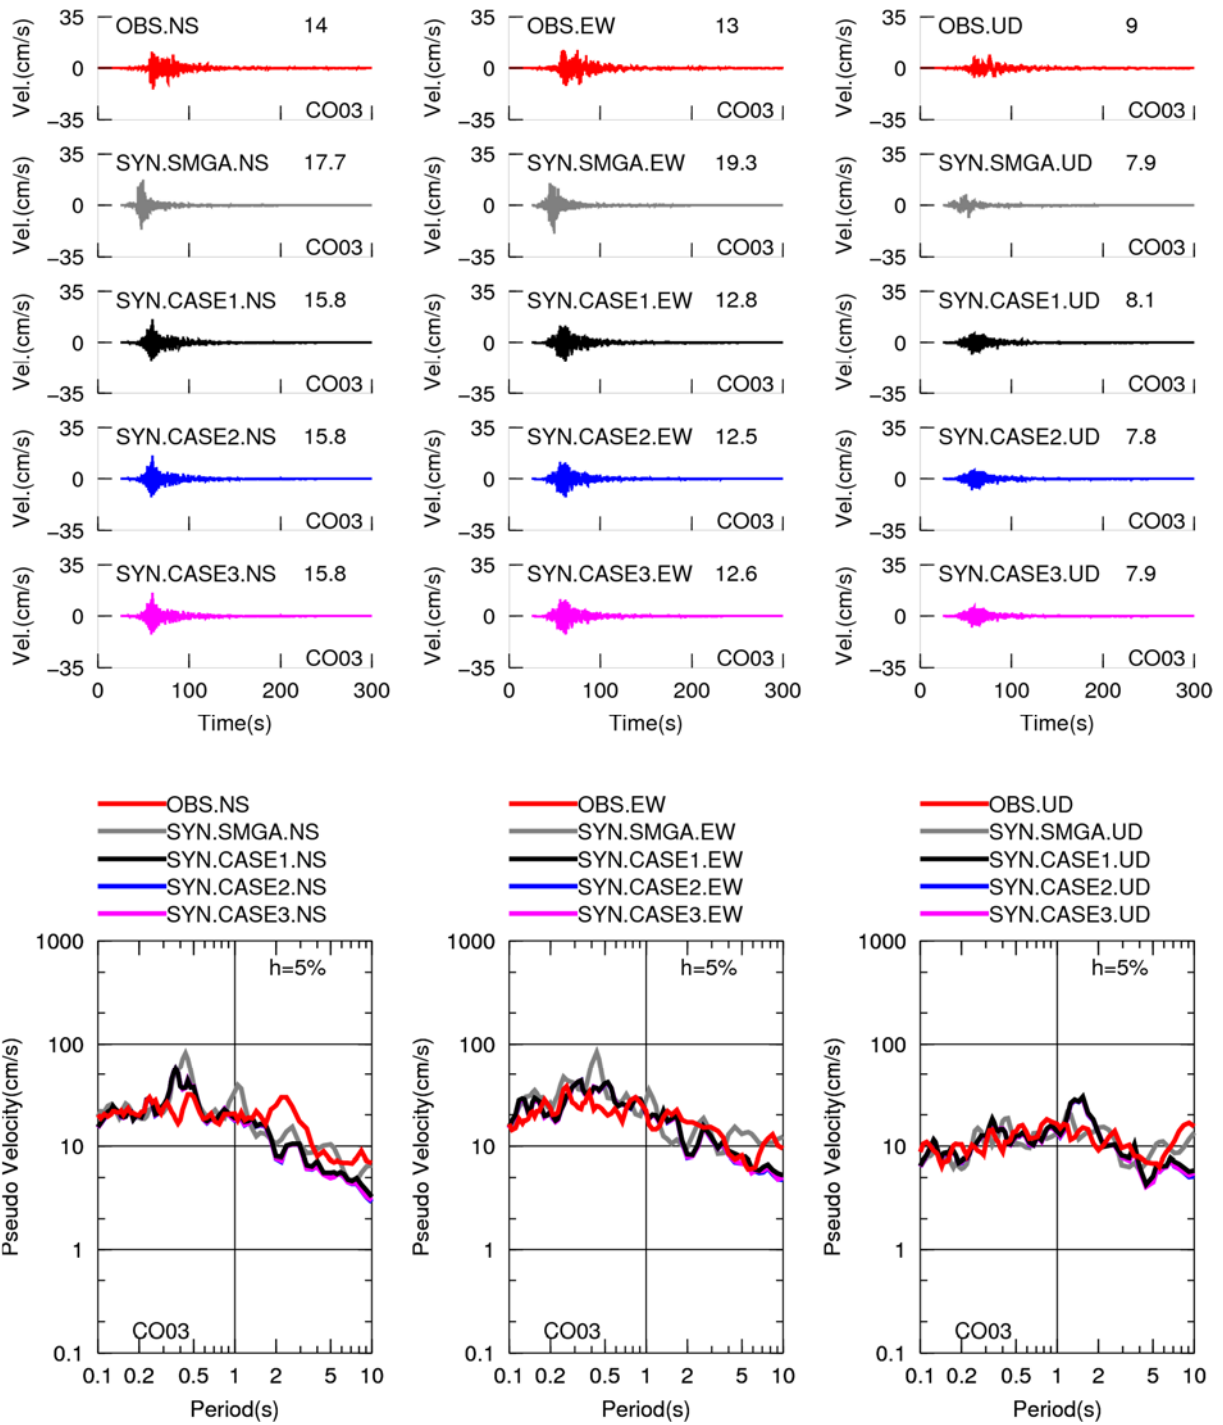 35 OBS.NS 14 35 OBS.EW 13 35 OBS.UD 9
Vel.(cm/s) 0 Vel.(cm/s) 0 Vel.(cm/s) 0
−35 CO03 −35 CO03 −35 CO03
35 SYN.SMGA.NS 17.7 35 SYN.SMGA.EW 19.3 35 SYN.SMGA.UD 7.9
Vel.(cm/s) 0 Vel.(cm/s) 0 Vel.(cm/s) 0
−35 CO03 −35 CO03 −35 CO03
35 SYN.CASE1.NS 15.8 35 SYN.CASE1.EW 12.8 35 SYN.CASE1.UD 8.1
Vel.(cm/s) 0 Vel.(cm/s) 0 Vel.(cm/s) 0
−35 CO03 −35 CO03 −35 CO03
35 SYN.CASE2.NS 15.8 35 SYN.CASE2.EW 12.5 35 SYN.CASE2.UD 7.8
Vel.(cm/s) 0 Vel.(cm/s) 0 Vel.(cm/s) 0
−35 CO03 −35 CO03 −35 CO03
35 SYN.CASE3.NS 15.8 35 SYN.CASE3.EW 12.6 35 SYN.CASE3.UD 7.9
Vel.(cm/s) 0 Vel.(cm/s) 0 Vel.(cm/s) 0
−35 CO03 −35 CO03 −35 CO03
0 100 200 300 0 100 200 300 0 100 200 300
Time(s) Time(s) Time(s)
OBS.NS OBS.EW OBS.UD
SYN.SMGA.NS SYN.SMGA.EW SYN.SMGA.UD
SYN.CASE1.NS SYN.CASE1.EW SYN.CASE1.UD
SYN.CASE2.NS SYN.CASE2.EW SYN.CASE2.UD
SYN.CASE3.NS SYN.CASE3.EW SYN.CASE3.UD
1000 1000 1000
h=5% h=5% h=5%
100 100 100
Pseudo Velocity(cm/s) Pseudo Velocity(cm/s) Pseudo Velocity(cm/s)
10 10 10
1 1 1
CO03 CO03 CO03
0.1 0.1 0.1
0.1 0.2 0.5 1 2 5 10 0.1 0.2 0.5 1 2 5 10 0.1 0.2 0.5 1 2 5 10
Period(s) Period(s) Period(s)